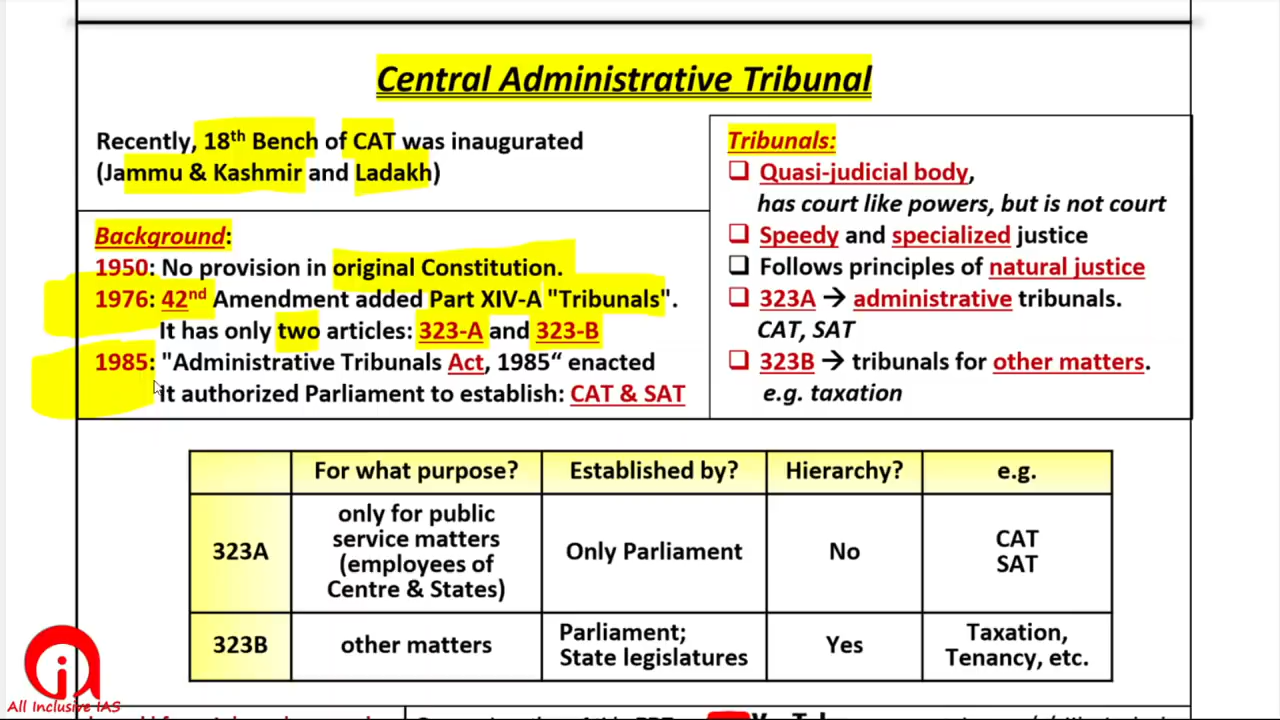 Central Administrative Tribunal
Recently, 18th Bench of CAT was inaugurated
(Jammu & Kashmir and Ladakh)
Background:
1950: No provision in original Constitution.
1976: 42nd Amendment added Part XIV-A "Tribunals".
It has only two articles: 323-A and 323-B
1985: "Administrative Tribunals Act, 1985“ enacted
It authorized Parliament to establish: CAT & SAT
Tribunals:
❑ Quasi-judicial body,
has court like powers, but is not court
❑ Speedy and specialized justice
❑ Follows principles of natural justice
❑ 323A → administrative tribunals.
CAT, SAT
❑ 323B → tribunals for other matters.
e.g. taxation
For what purpose? Established by? Hierarchy? e.g.
323A only for public service matters (employees of Centre & States) Only Parliament No CAT SAT
323B other matters Parliament; State legislatures Yes Taxation, Tenancy, etc.
All Inclusive IAS